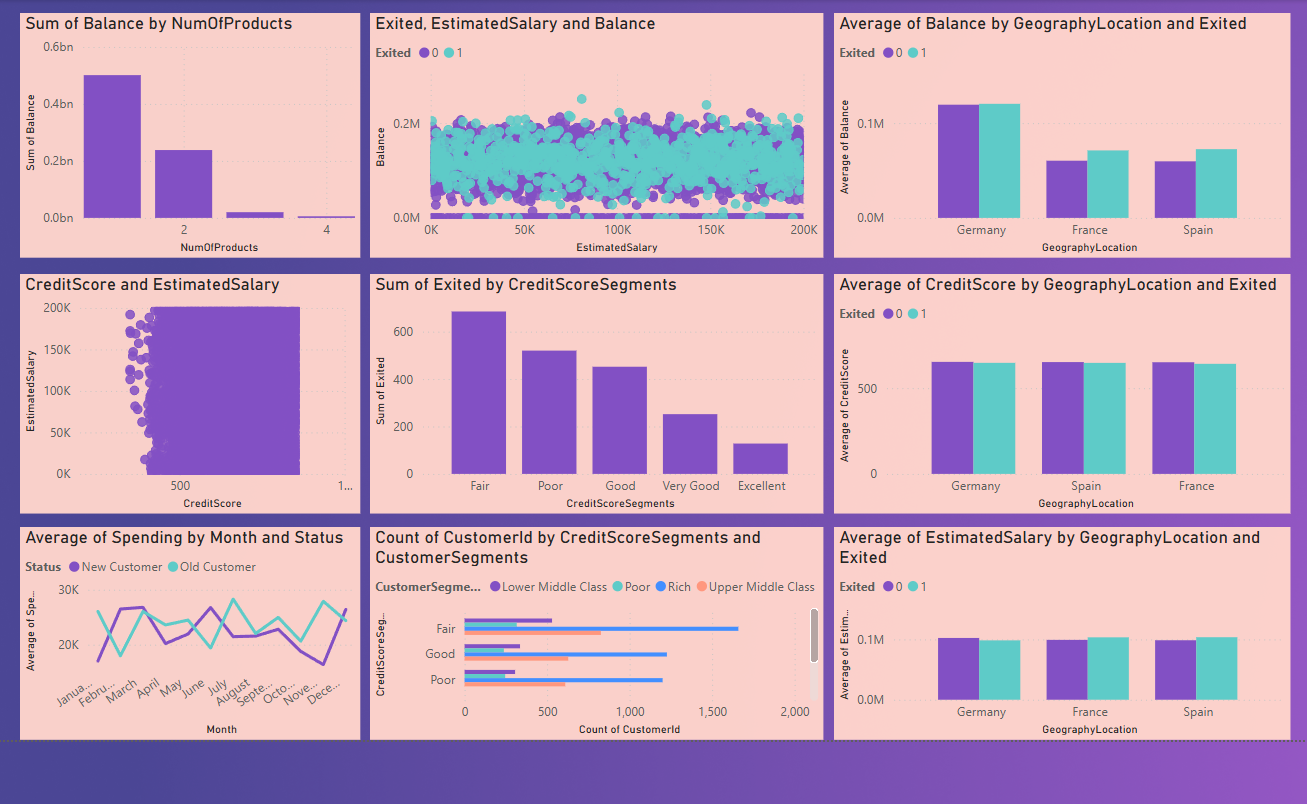 Sum of Balance by NumOfProducts
0.6bn
0.4bn
0.2bn
0.0bn
Sum of Balance
2
4
NumOfProducts
Exited, EstimatedSalary and Balance
Exited 0 1
0.2M
0.0M
Balance
0K
50K
100K
150K
200K
EstimatedSalary
Average of Balance by GeographyLocation and Exited
Exited 0 1
0.1M
0.0M
Average of Balance
Germany
France
Spain
GeographyLocation
CreditScore and EstimatedSalary
200K
150K
100K
50K
0K
EstimatedSalary
500
1...
CreditScore
Sum of Exited by CreditScoreSegments
600
400
200
0
Sum of Exited
Fair
Poor
Good
Very Good
Excellent
CreditScoreSegments
Average of CreditScore by GeographyLocation and Exited
Exited 0 1
500
0
Average of CreditScore
Germany
Spain
France
GeographyLocation
Average of Spending by Month and Status
Status New Customer Old Customer
30K
20K
Average of Spe...
Janua...
Febru...
March
April
May
June
July
August
Septe...
Octo...
Nove...
Dece...
Month
Count of CustomerId by CreditScoreSegments and
CustomerSegments
CustomerSegme... Lower Middle Class Poor Rich Upper Middle Class
CreditScoreSeg...
Fair
Good
Poor
0
500
1,000
1,500
2,000
Count of CustomerId
Average of EstimatedSalary by GeographyLocation and
Exited
Exited 0 1
0.1M
0.0M
Average of Estim...
Germany
France
Spain
GeographyLocation